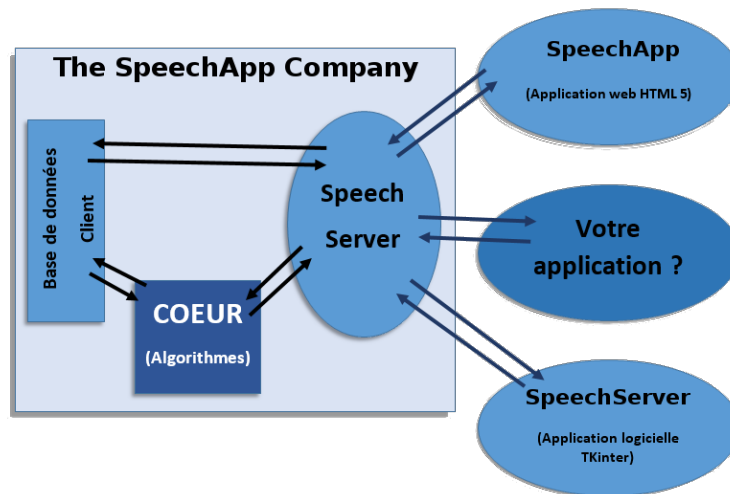 The SpeechApp Company
Base de données
Client
COEUR
(Algorithmes)
Speech
Server
SpeechApp
(Application web HTML 5)
Votre
application ?
SpeechServer
(Application logicielle
TKinter)